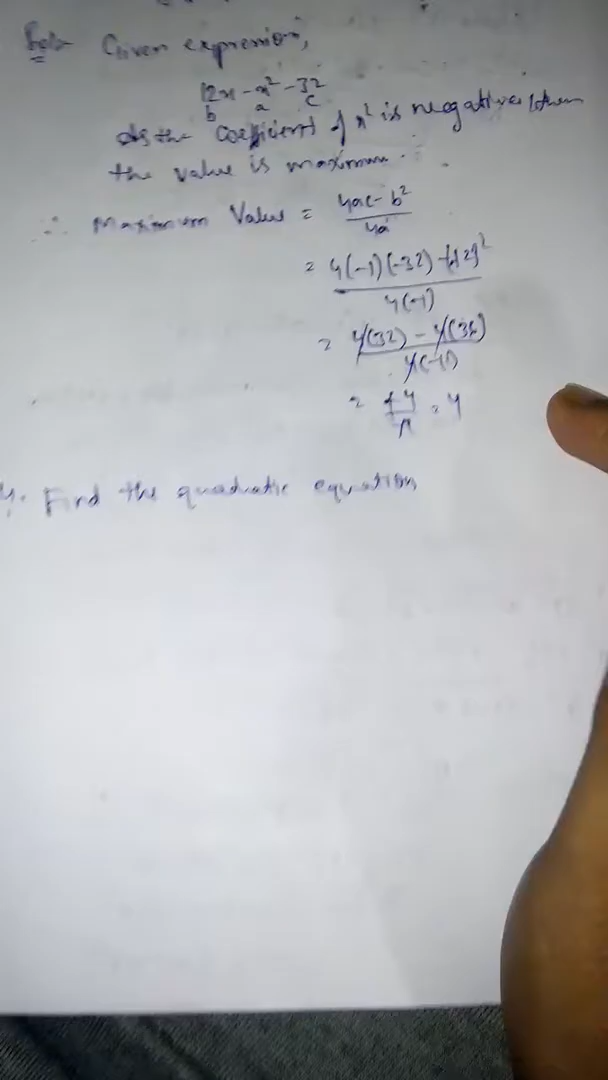 Sol:- Given expression,
12x - x² - 32
b a c
As the coefficient of x² is negative, then
the value is maximum.
∴ Maximum Value = 4ac - b² / 4a
= 4(-1)(-32) - (12)² / 4(-1)
= 4(32) - 4(36) / 4(-1)
= -4 / -1 = 4
4. Find the quadratic equation